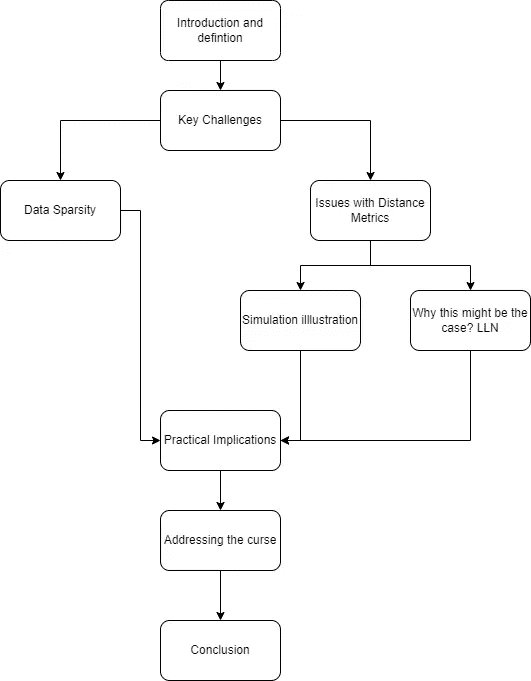 Introduction and
defintion
Key Challenges
Data Sparsity
Issues with Distance
Metrics
Simulation illlustration
Why this might be the
case? LLN
Practical Implications
Addressing the curse
Conclusion